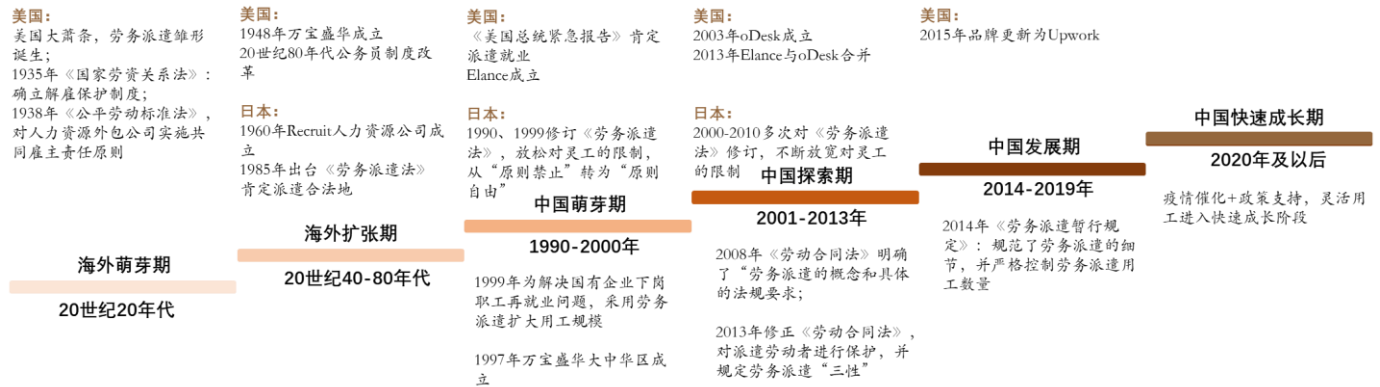 美国：
美国大萧条，劳务派遣雏形
诞生；
1935年《国家劳资关系法》：
确立解雇保护制度；
1938年《公平劳动标准法》，
对人力资源外包公司实施共
同雇主责任原则
海外萌芽期
20世纪20年代
美国：
1948年万宝盛华成立
20世纪80年代公务员制度改
革
日本：
1960年Recruit人力资源公司成
立
1985年出台《劳务派遣法》
肯定派遣合法地
海外扩张期
20世纪40-80年代
美国：
《美国总统紧急报告》肯定
派遣就业
Elance成立
日本：
1990、1999修订《劳务派遣
法》，放松对灵工的限制，
从“原则禁止”转为“原则
自由”
中国萌芽期
1990-2000年
1999年为解决国有企业下岗
职工再就业问题，采用劳务
派遣扩大用工规模
1997年万宝盛华大中华区成
立
美国：
2003年oDesk成立
2013年Elance与oDesk合并
日本：
2000-2010多次对《劳务派遣
法》修订，不断放宽对灵工
的限制
中国探索期
2001-2013年
2008年《劳动合同法》明确
了“劳务派遣的概念和具体
的法规要求；
2013年修正《劳动合同法》，
对派遣劳动者进行保护，并
规定劳务派遣“三性”
美国：
2015年品牌更新为Upwork
中国发展期
2014-2019年
2014年《劳务派遣暂行规
定》：规范了劳务派遣的细
节，并严格控制劳务派遣用
工数量
中国快速成长期
2020年及以后
疫情催化+政策支持，灵活用
工进入快速成长阶段